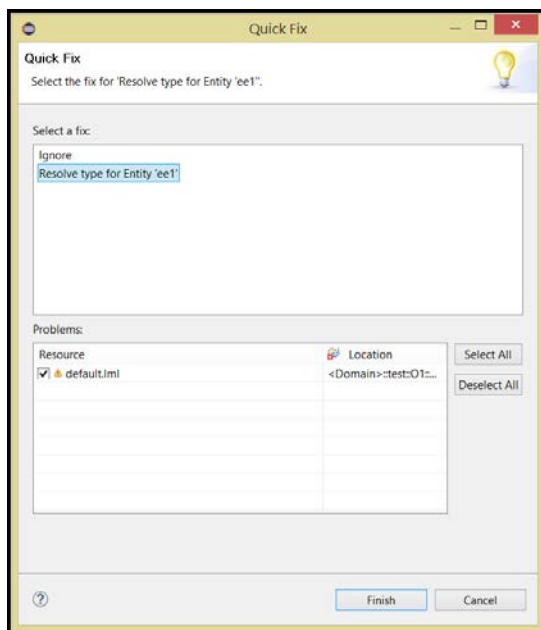 Quick Fix
Quick Fix
Select the fix for 'Resolve type for Entity 'ee1''.
Select a fix:
Ignore
Resolve type for Entity 'ee1'
Problems:
Resource Location
default.lml <Domain>::test::O1::...
Select All
Deselect All
Finish Cancel